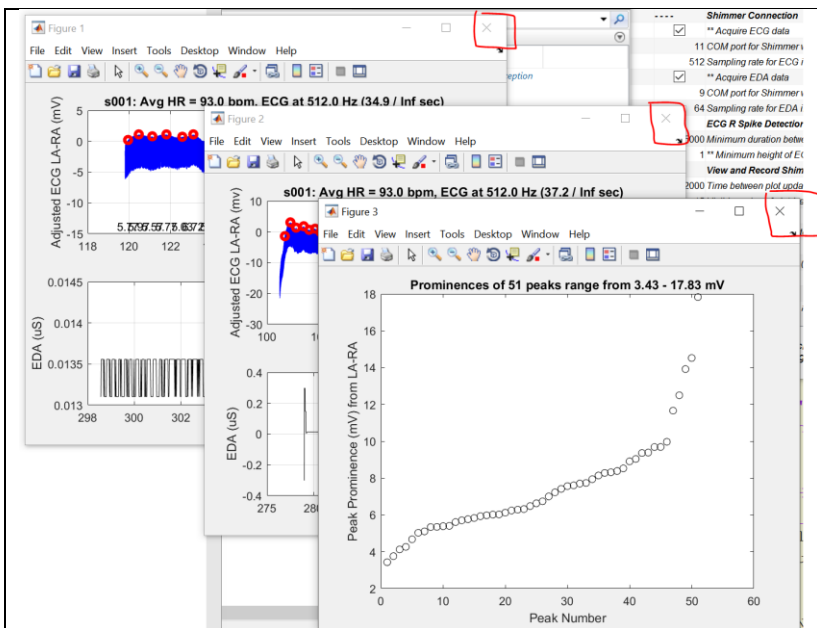 Figure 1
File Edit View Insert Tools Desktop Window Help
s001: Avg HR = 93.0 bpm, ECG at 512.0 Hz (34.9 / Inf sec)
Adjusted ECG LA-RA (mV)
5
0
-5
-10
-15
118 120 122
EDA (uS)
0.0145
0.014
0.0135
0.013
298 300 302
Figure 2
File Edit View Insert Tools Desktop Window Help
s001: Avg HR = 93.0 bpm, ECG at 512.0 Hz (37.2 / Inf sec)
Adjusted ECG LA-RA (mV)
10
0
-10
-20
-30
100
EDA (uS)
0.4
0.2
0
-0.2
-0.4
275
Figure 3
File Edit View Insert Tools Desktop Window Help
Prominences of 51 peaks range from 3.43 - 17.83 mV
Peak Prominence (mV) from LA-RA
18
16
14
12
10
8
6
4
2
0 10 20 30 40 50 60
Peak Number
---- Shimmer Connection
** Acquire ECG data
11 COM port for Shimmer
512 Sampling rate for ECG
** Acquire EDA data
9 COM port for Shimmer
64 Sampling rate for EDA
ECG R Spike Detection
Minimum duration
1 ** Minimum height of
View and Record
2000 Time between plot